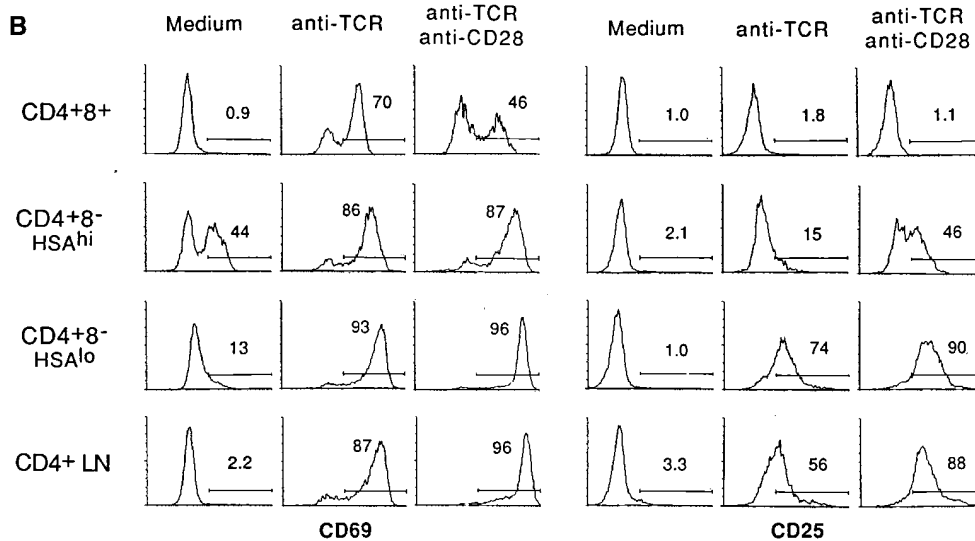 B
Medium anti-TCR anti-TCR anti-CD28 Medium anti-TCR anti-TCR anti-CD28
CD4+8+ 0.9 70 46 1.0 1.8 1.1
CD4+8- HSAhi 44 86 87 2.1 15 46
CD4+8- HSAlo 13 93 96 1.0 74 90
CD4+ LN 2.2 87 96 3.3 56 88
CD69 CD25